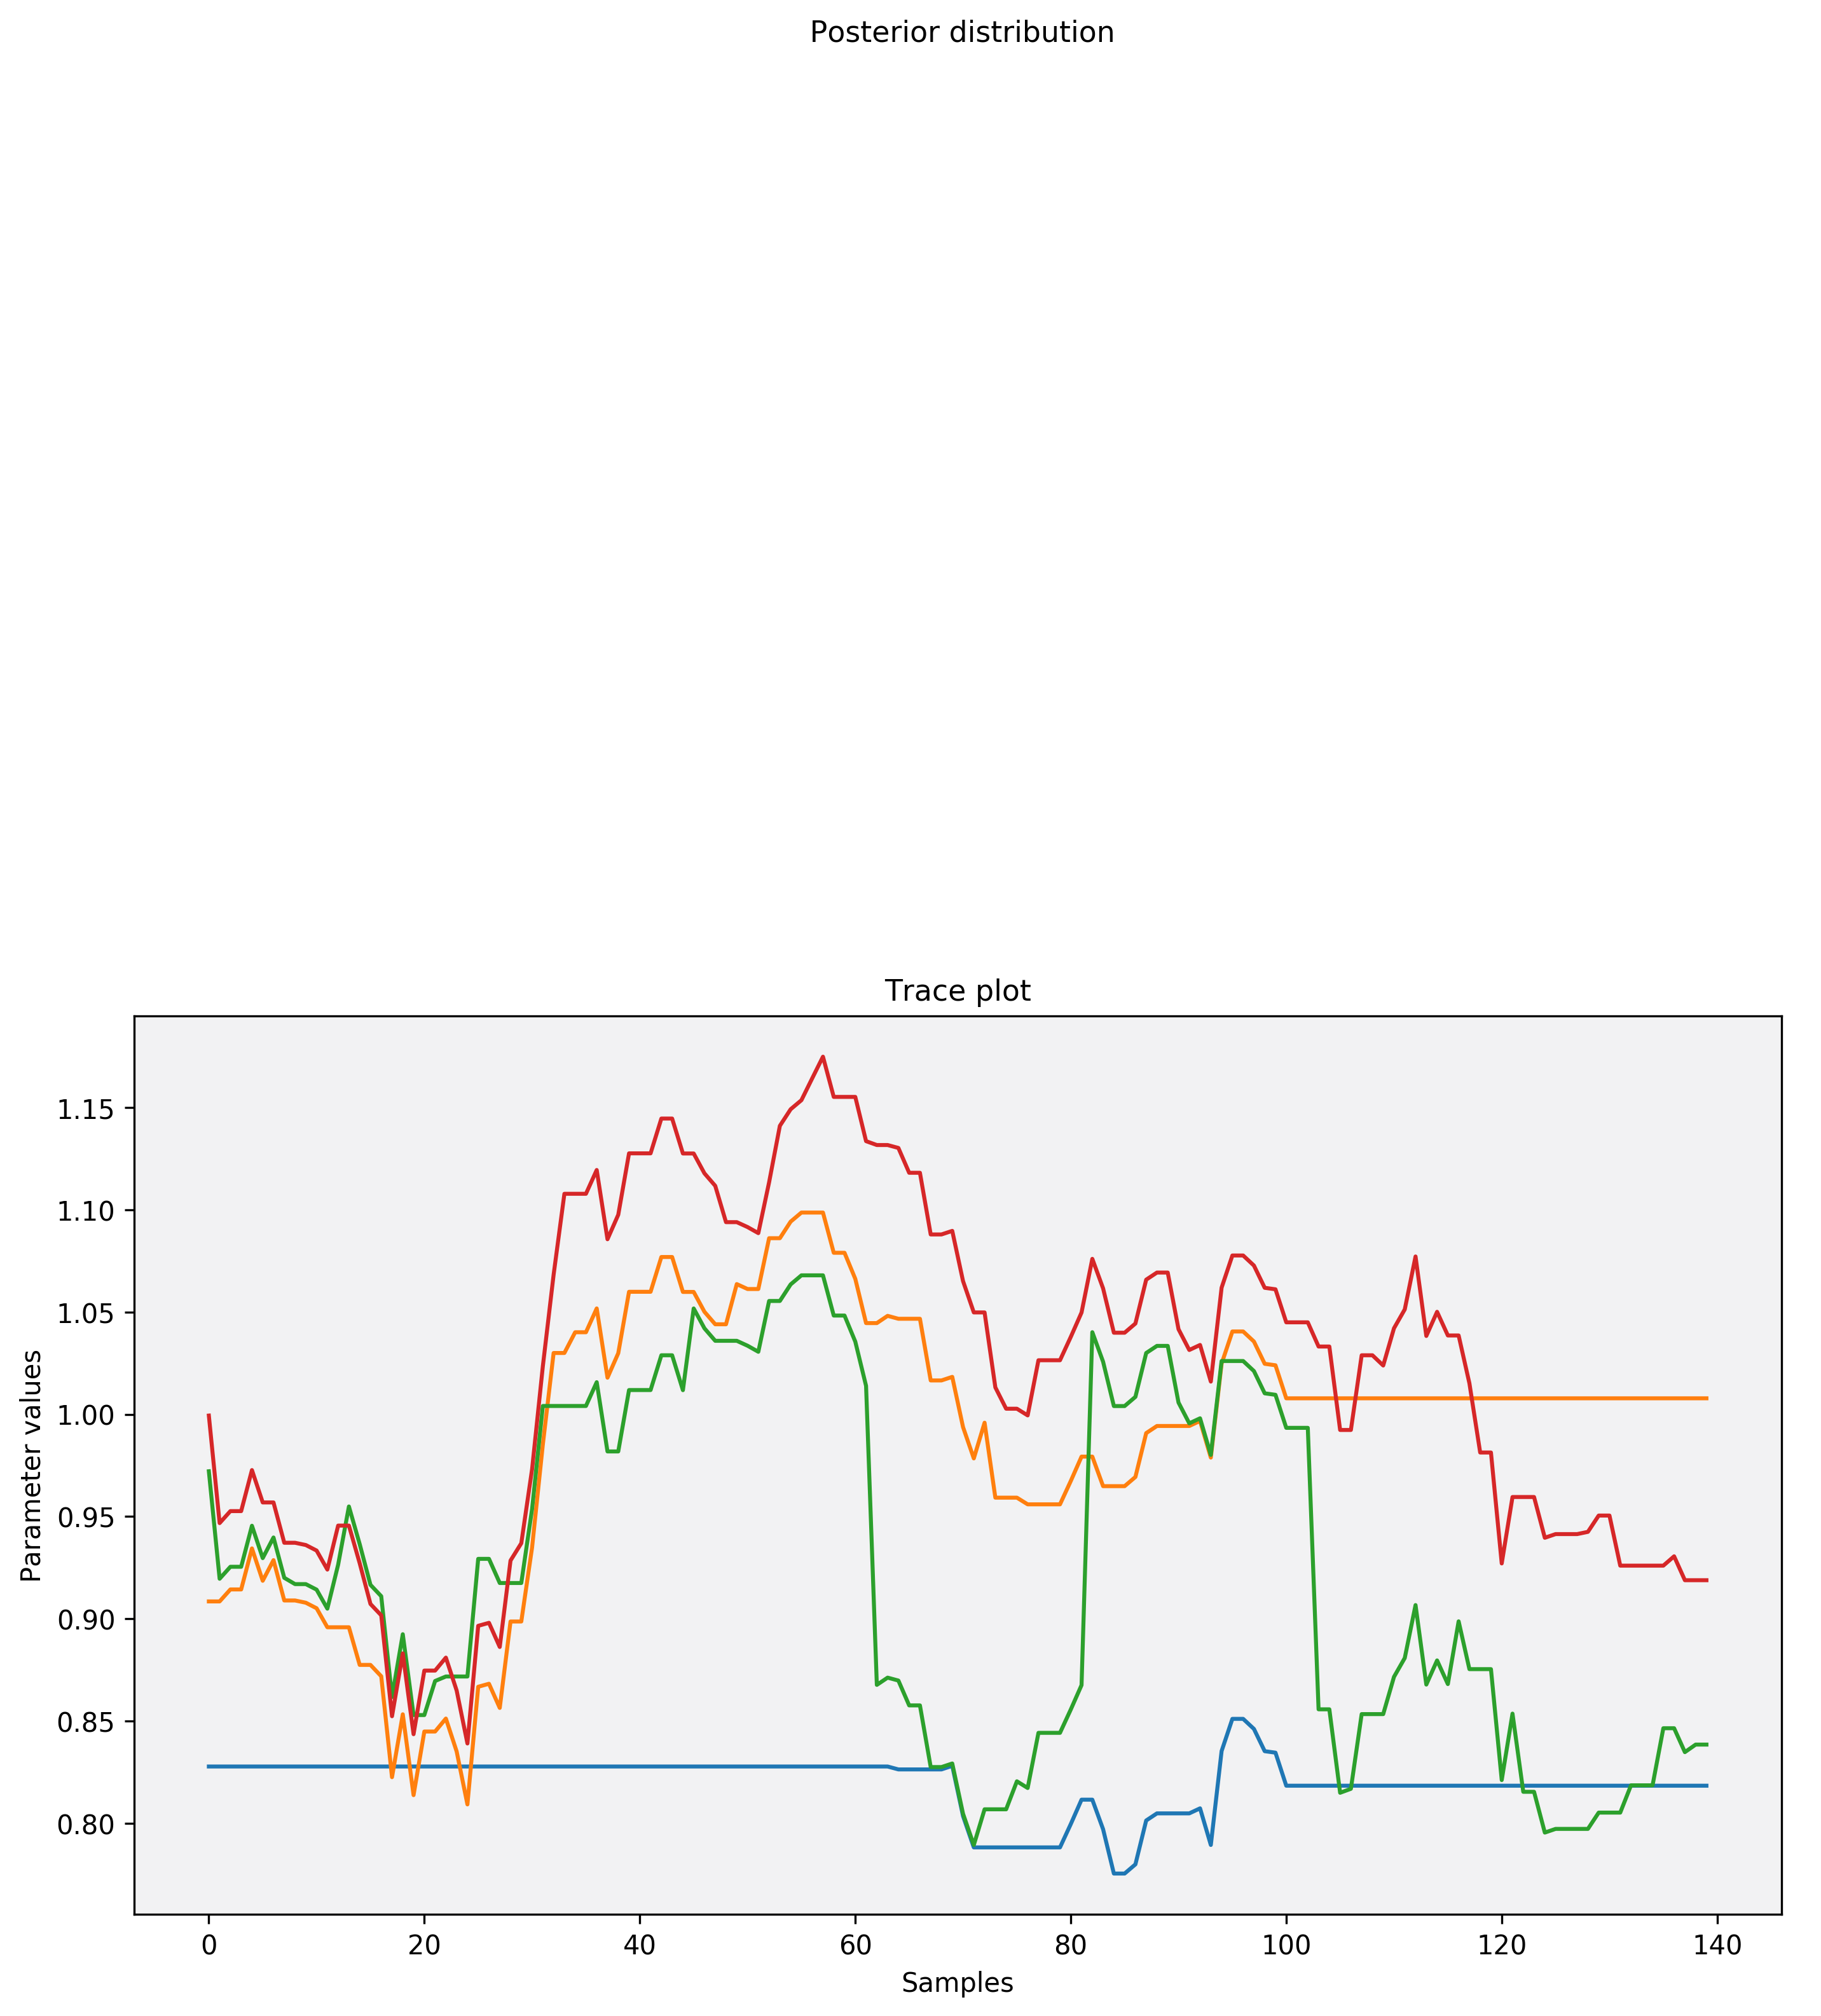 Posterior distribution
Trace plot
1.15
1.10
1.05
1.00
0.95
0.90
0.85
0.80
Parameter values
0 20 40 60 80 100 120 140
Samples